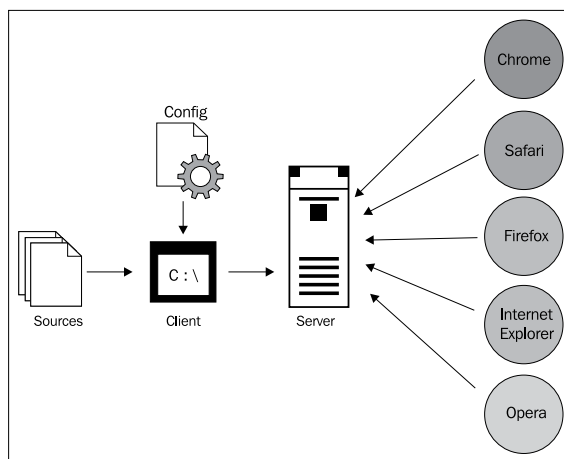 Chrome
Config
Safari
Firefox
C:\
Sources
Client
Server
Internet
Explorer
Opera